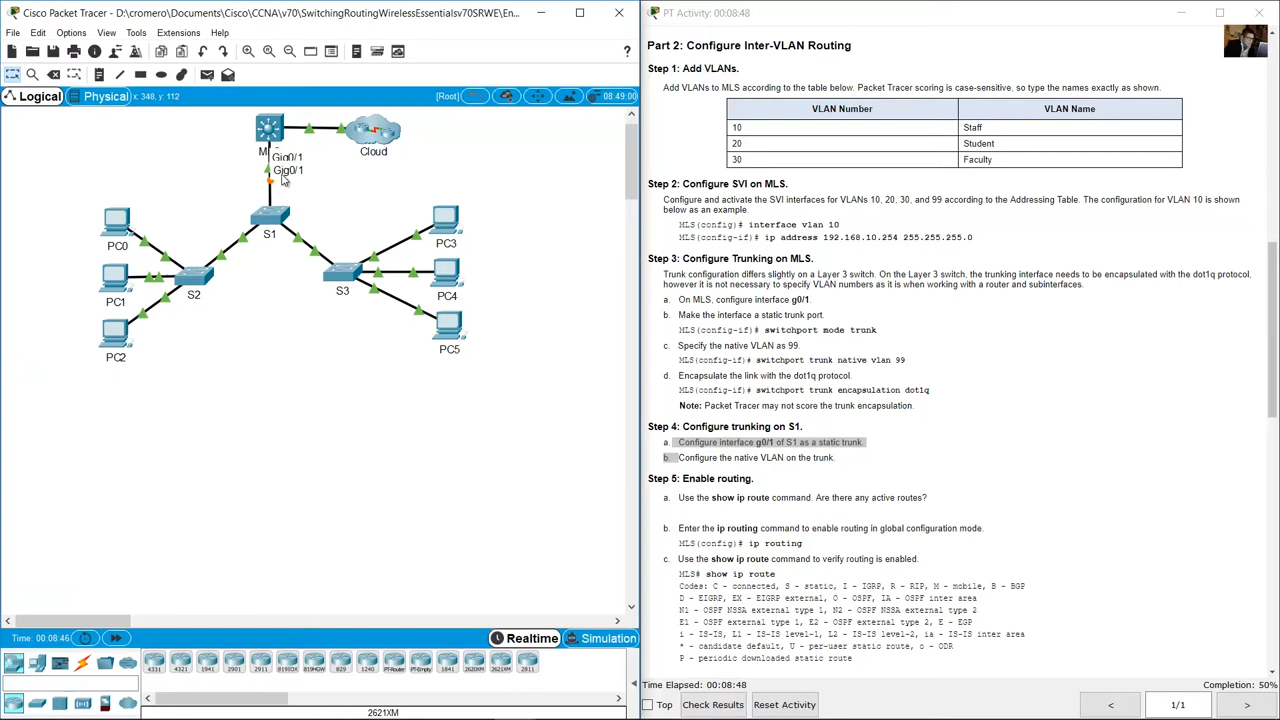 Cisco Packet Tracer - C:\Users\cromero\Documents\Cisco\CCNA\v70\SwitchingRoutingWirelessEssentialsv70SRWE\En...
File Edit Options View Tools Extensions Help
?
Logical Physical x: 348, y: 112 [Root] 08:49:00
Cloud
Gig0/1
Gig0/1
S1
PC0
PC3
PC1
S2
S3
PC4
PC2
PC5
Time: 00:08:46 Realtime Simulation
4331 4321 1941 2901 2911 819IOX 819HGW 829 1240 PT-Router PT-Empty 1841 2620XM 2621XM 2811
2621XM
PT Activity: 00:08:48
Part 2: Configure Inter-VLAN Routing
Step 1: Add VLANs.
Add VLANs to MLS according to the table below. Packet Tracer scoring is case-sensitive, so type the names exactly as shown.
VLAN Number VLAN Name
10 Staff
20 Student
30 Faculty
Step 2: Configure SVI on MLS.
Configure and activate the SVI interfaces for VLANs 10, 20, 30, and 99 according to the Addressing Table. The configuration for VLAN 10 is shown
below as an example.
MLS(config)# interface vlan 10
MLS(config-if)# ip address 192.168.10.254 255.255.255.0
Step 3: Configure Trunking on MLS.
Trunk configuration differs slightly on a Layer 3 switch. On the Layer 3 switch, the trunking interface needs to be encapsulated with the dot1q protocol,
however it is not necessary to specify VLAN numbers as it is when working with a router and subinterfaces.
a. On MLS, configure interface g0/1.
b. Make the interface a static trunk port.
MLS(config-if)# switchport mode trunk
c. Specify the native VLAN as 99.
MLS(config-if)# switchport trunk native vlan 99
d. Encapsulate the link with the dot1q protocol.
MLS(config-if)# switchport trunk encapsulation dot1q
Note: Packet Tracer may not score the trunk encapsulation.
Step 4: Configure trunking on S1.
a. Configure interface g0/1 of S1 as a static trunk.
b. Configure the native VLAN on the trunk.
Step 5: Enable routing.
a. Use the show ip route command. Are there any active routes?
b. Enter the ip routing command to enable routing in global configuration mode.
MLS(config)# ip routing
c. Use the show ip route command to verify routing is enabled.
MLS# show ip route
Codes: C - connected, S - static, I - IGRP, R - RIP, M - mobile, B - BGP
D - EIGRP, EX - EIGRP external, O - OSPF, IA - OSPF inter area
N1 - OSPF NSSA external type 1, N2 - OSPF NSSA external type 2
E1 - OSPF external type 1, E2 - OSPF external type 2, E - EGP
i - IS-IS, L1 - IS-IS level-1, L2 - IS-IS level-2, ia - IS-IS inter area
* - candidate default, U - per-user static route, o - ODR
P - periodic downloaded static route
Time Elapsed: 00:08:48 Completion: 50%
Top Check Results Reset Activity < 1/1 >